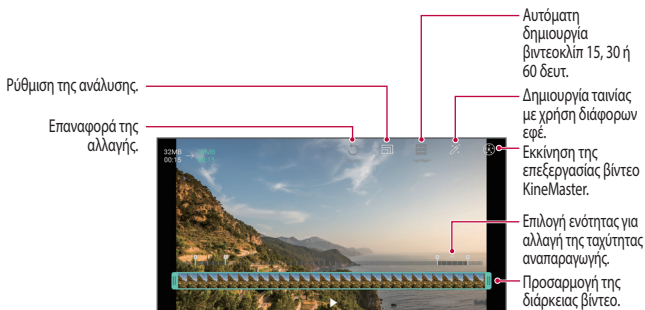 Αυτόματη
δημιουργία
βιντεοκλίπ 15, 30 ή
60 δευτ.
Ρύθμιση της ανάλυσης.
Δημιουργία ταινίας
με χρήση διάφορων
εφέ.
Επαναφορά της
αλλαγής.
Εκκίνηση της
επεξεργασίας βίντεο
KineMaster.
32MB
00:15
Επιλογή ενότητας για
αλλαγή της ταχύτητας
αναπαραγωγής.
Προσαρμογή της
διάρκειας βίντεο.